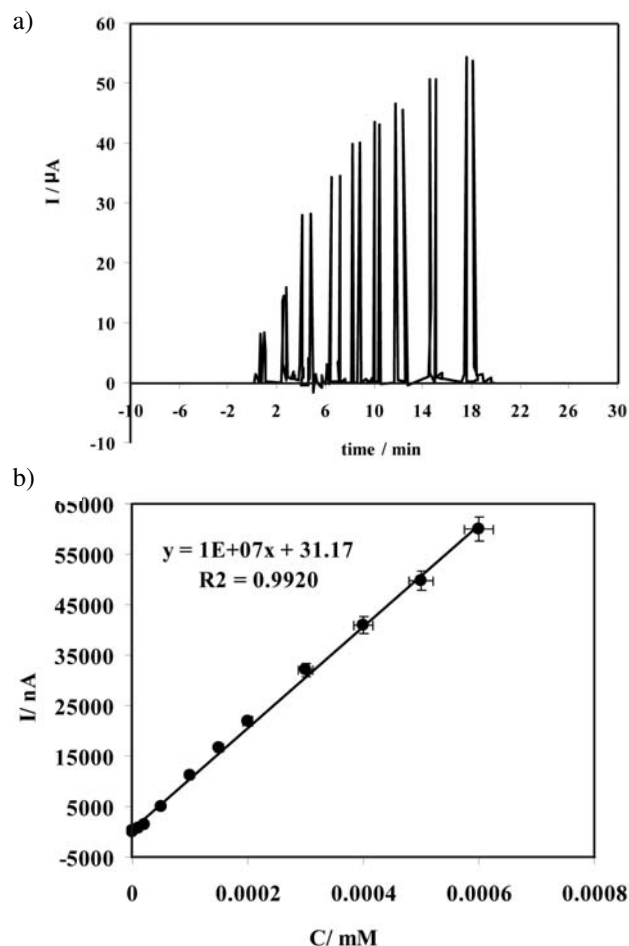 a)
60
50
40
30
20
10
0
-10
I / μA
-10 -6 -2 2 6 10 14 18 22 26 30
time / min
b)
65000
55000
45000
35000
25000
15000
5000
-5000
I/ nA
y = 1E+07x + 31.17
R2 = 0.9920
0 0.0002 0.0004 0.0006 0.0008
C/ mM